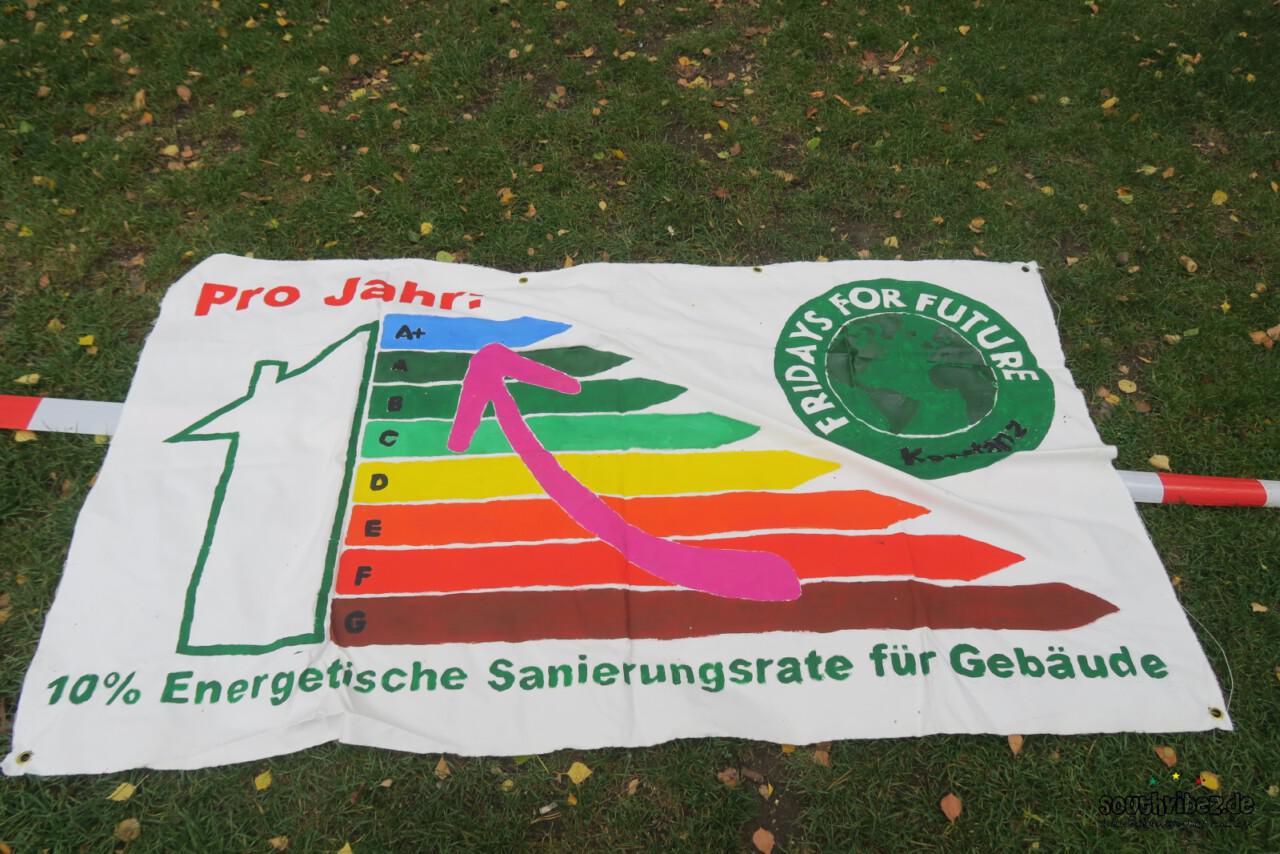 Pro Jahr:
FRIDAYS FOR FUTURE
Konstanz
A+
A
B
C
D
E
F
G
10% Energetische Sanierungsrate für Gebäude
southvibez.de